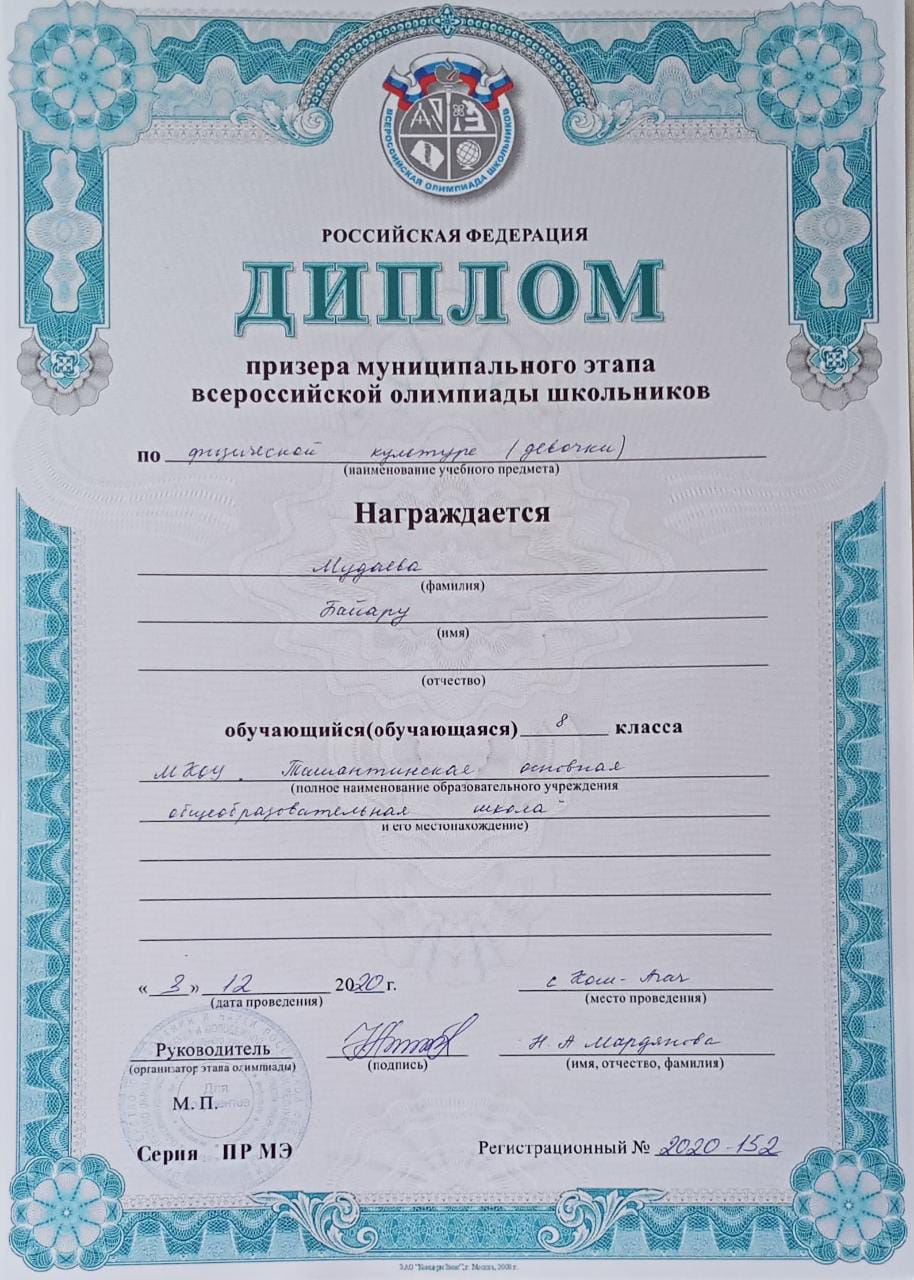 ВСЕРОССИЙСКАЯ ОЛИМПИАДА ШКОЛЬНИКОВ
РОССИЙСКАЯ ФЕДЕРАЦИЯ
ДИПЛОМ
призера муниципального этапа
всероссийской олимпиады школьников
по физической культуре (девочки)
(наименование учебного предмета)
Награждается
Мудаева
(фамилия)
Байару
(имя)
(отчество)
обучающийся(обучающаяся) 8 класса
МКОУ Ташантинская основная
(полное наименование образовательного учреждения
общеобразовательная школа
и его местонахождение)
« 3 » 12 2020 г. с Кош-Агач
(дата проведения) (место проведения)
Руководитель Н.А Мардянова
(организатор этапа олимпиады) (подпись) (имя, отчество, фамилия)
Для
М. П.
Серия ПР МЭ Регистрационный № 2020-152